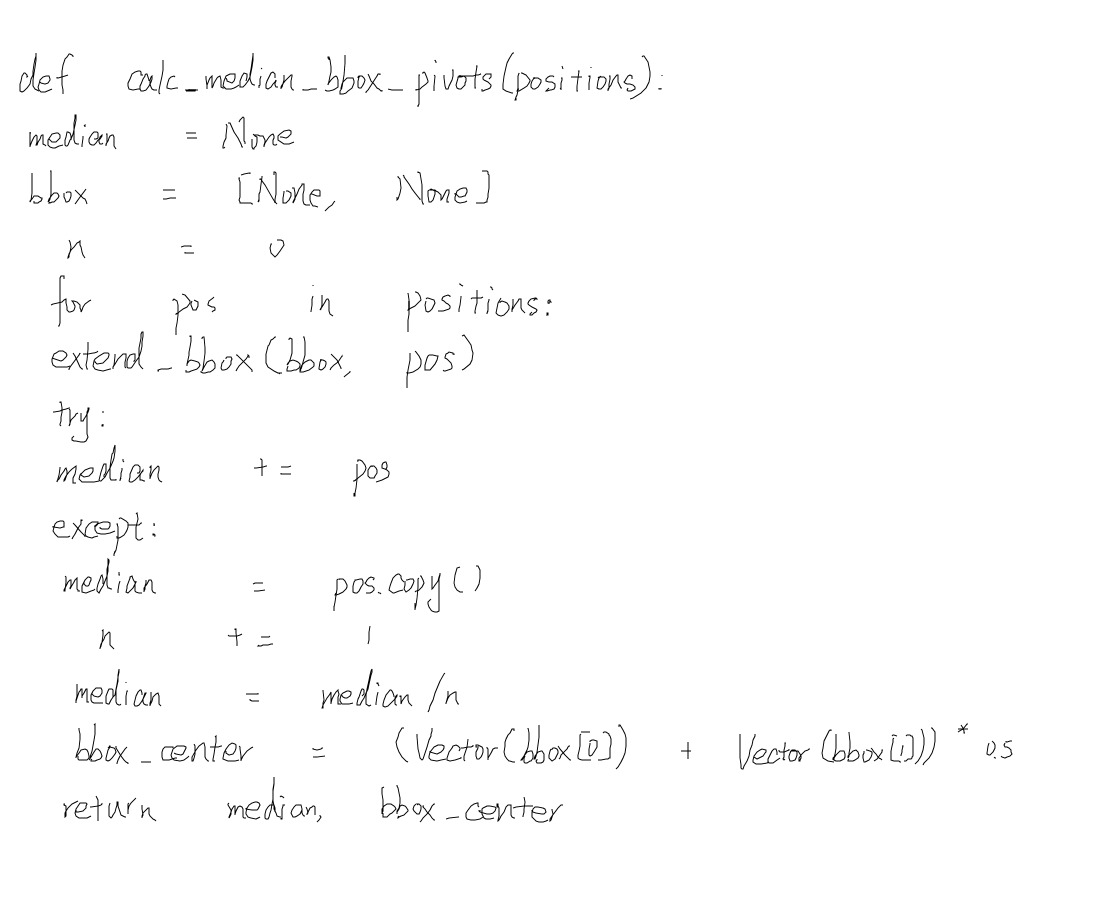 def calc_median_bbox_pivots(positions):
median = None
bbox = [None, None]
n = 0
for pos in positions:
extend_bbox(bbox, pos)
try:
median += pos
except:
median = pos.copy()
n += 1
median = median /n
bbox_center = (Vector(bbox[0]) + Vector(bbox[1])) * 0.5
return median, bbox_center